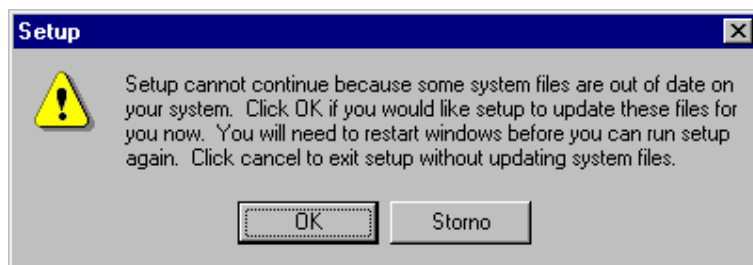 Setup
Setup cannot continue because some system files are out of date on
your system.  Click OK if you would like setup to update these files for
you now.  You will need to restart windows before you can run setup
again.  Click cancel to exit setup without updating system files.
OK
Storno